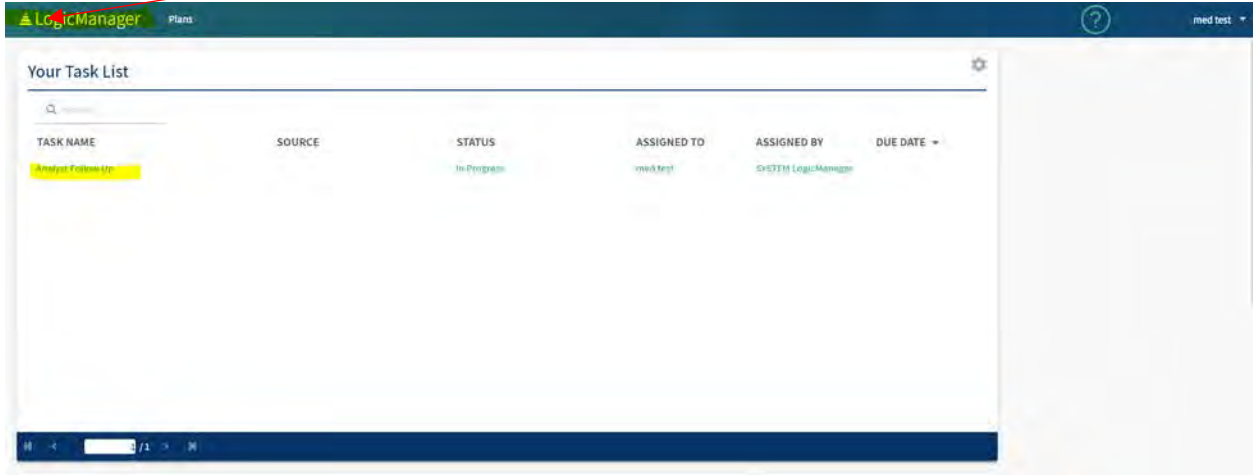 LogicManager Plans ? med test
Your Task List
TASK NAME SOURCE STATUS ASSIGNED TO ASSIGNED BY DUE DATE
Analyst Follow-Up In Progress med test SYSTEM LogicManager
1 /1